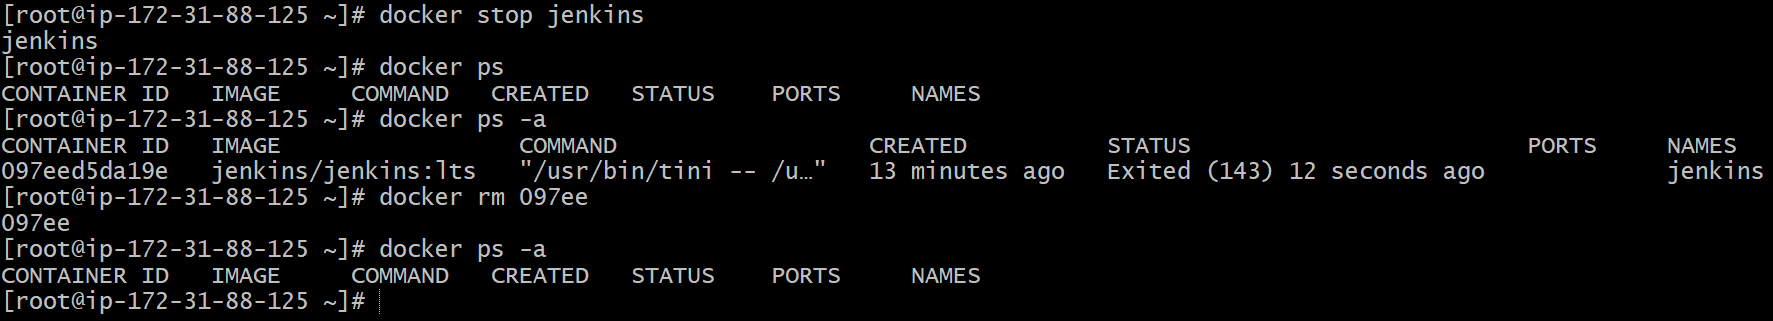 [root@ip-172-31-88-125 ~]# docker stop jenkins
jenkins
[root@ip-172-31-88-125 ~]# docker ps
CONTAINER ID   IMAGE     COMMAND   CREATED   STATUS    PORTS     NAMES
[root@ip-172-31-88-125 ~]# docker ps -a
CONTAINER ID   IMAGE                 COMMAND                  CREATED          STATUS                        PORTS     NAMES
097eed5da19e   jenkins/jenkins:lts   "/usr/bin/tini -- /u…"   13 minutes ago   Exited (143) 12 seconds ago             jenkins
[root@ip-172-31-88-125 ~]# docker rm 097ee
097ee
[root@ip-172-31-88-125 ~]# docker ps -a
CONTAINER ID   IMAGE     COMMAND   CREATED   STATUS    PORTS     NAMES
[root@ip-172-31-88-125 ~]#